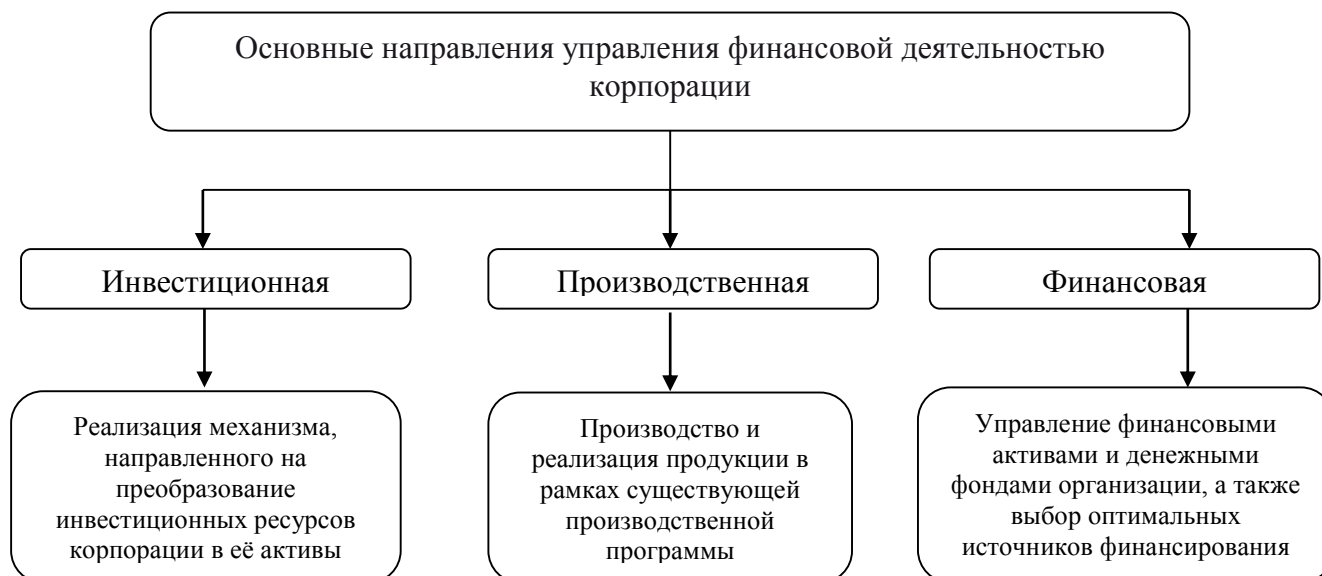 Основные направления управления финансовой деятельностью
корпорации
Инвестиционная
Производственная
Финансовая
Реализация механизма,
направленного на
преобразование
инвестиционных ресурсов
корпорации в её активы
Производство и
реализация продукции в
рамках существующей
производственной
программы
Управление финансовыми
активами и денежными
фондами организации, а также
выбор оптимальных
источников финансирования